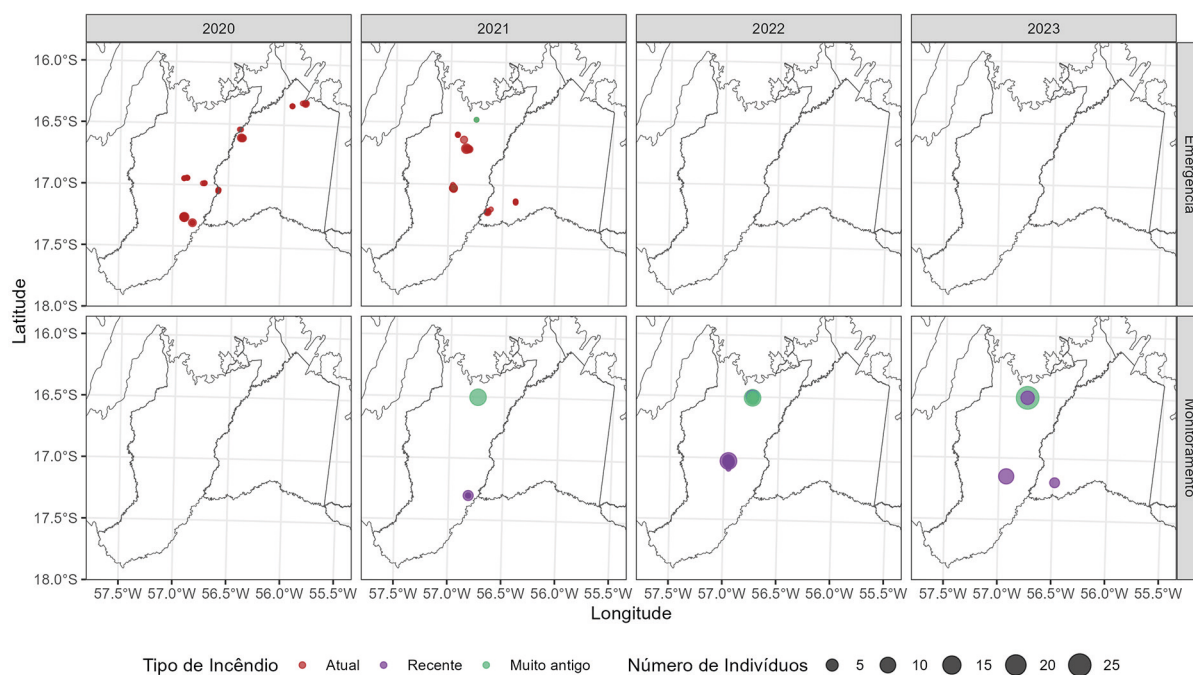 2020 2021 2022 2023
16.0°S
16.5°S
17.0°S
17.5°S
18.0°S
Emergência
16.0°S
16.5°S
17.0°S
17.5°S
18.0°S
Monitoramento
Latitude
57.5°W 57.0°W 56.5°W 56.0°W 55.5°W 57.5°W 57.0°W 56.5°W 56.0°W 55.5°W 57.5°W 57.0°W 56.5°W 56.0°W 55.5°W 57.5°W 57.0°W 56.5°W 56.0°W 55.5°W
Longitude
Tipo de Incêndio Atual Recente Muito antigo Número de Indivíduos 5 10 15 20 25